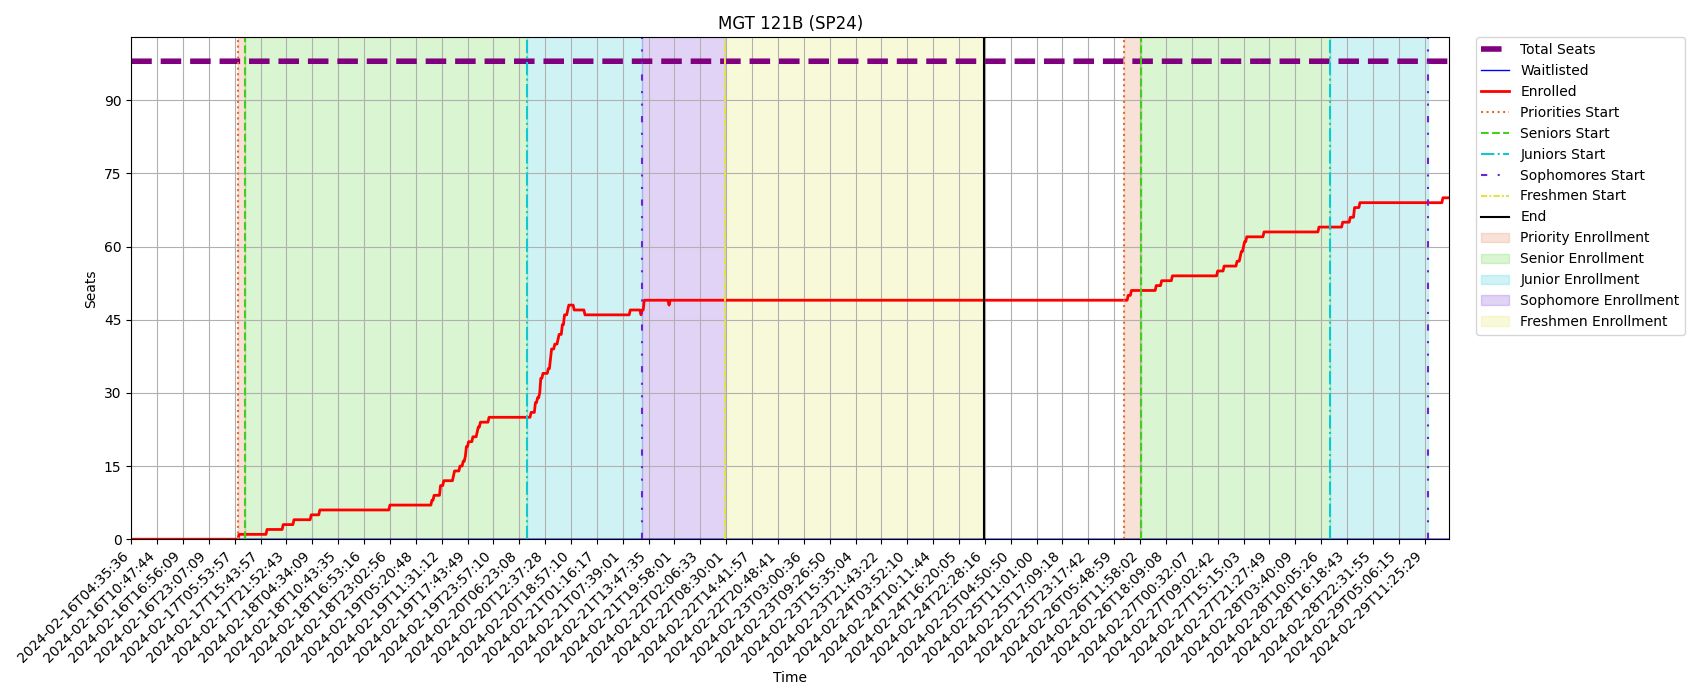 MGT 121B (SP24)
Seats
90
75
60
45
30
15
0
2024-02-16T04:35:36
2024-02-16T10:47:44
2024-02-16T16:56:09
2024-02-16T23:07:09
2024-02-17T05:53:57
2024-02-17T15:43:57
2024-02-17T21:52:43
2024-02-18T04:34:09
2024-02-18T10:43:35
2024-02-18T16:53:16
2024-02-18T23:02:56
2024-02-19T05:20:48
2024-02-19T11:31:12
2024-02-19T17:43:49
2024-02-19T23:57:10
2024-02-20T06:23:08
2024-02-20T12:37:28
2024-02-20T18:57:10
2024-02-21T01:16:17
2024-02-21T07:39:01
2024-02-21T13:47:35
2024-02-21T19:58:01
2024-02-22T02:06:33
2024-02-22T08:30:01
2024-02-22T14:41:57
2024-02-22T20:48:41
2024-02-23T03:00:36
2024-02-23T09:26:50
2024-02-23T15:35:04
2024-02-23T21:43:22
2024-02-24T03:52:10
2024-02-24T10:11:44
2024-02-24T16:20:05
2024-02-24T22:28:16
2024-02-25T04:50:50
2024-02-25T11:01:00
2024-02-25T17:09:18
2024-02-25T23:17:42
2024-02-26T05:48:59
2024-02-26T11:58:02
2024-02-26T18:09:08
2024-02-27T00:32:07
2024-02-27T09:02:42
2024-02-27T15:15:03
2024-02-27T21:27:49
2024-02-28T03:40:09
2024-02-28T10:05:26
2024-02-28T16:18:43
2024-02-28T22:31:55
2024-02-29T05:06:15
2024-02-29T11:25:29
Time
Total Seats
Waitlisted
Enrolled
Priorities Start
Seniors Start
Juniors Start
Sophomores Start
Freshmen Start
End
Priority Enrollment
Senior Enrollment
Junior Enrollment
Sophomore Enrollment
Freshmen Enrollment